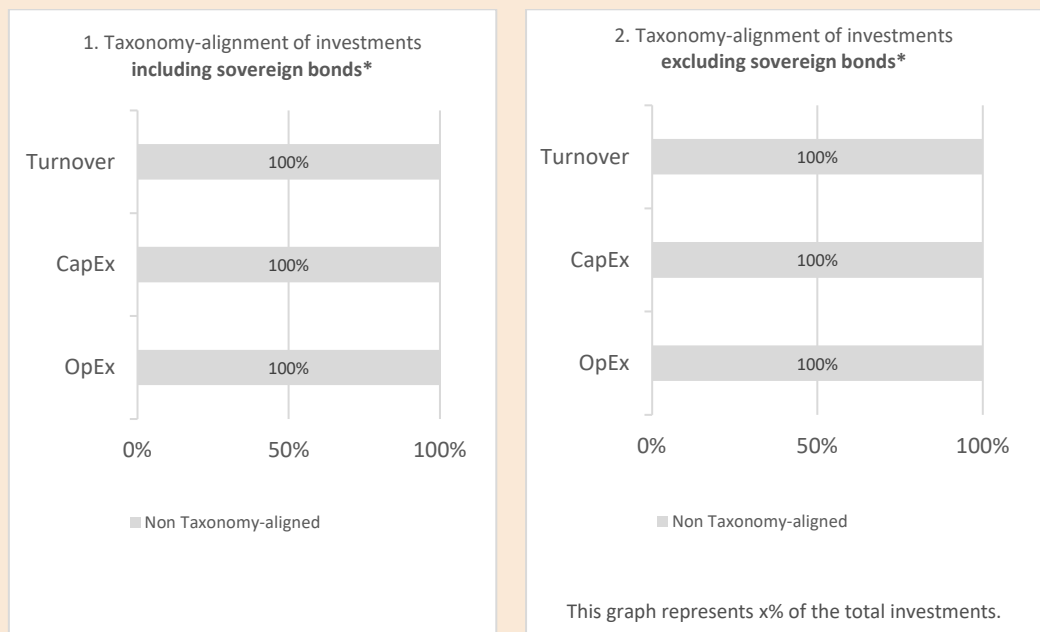 1. Taxonomy-alignment of investments
including sovereign bonds*
Turnover
100%
CapEx
100%
OpEx
100%
0%
50%
100%
Non Taxonomy-aligned
2. Taxonomy-alignment of investments
excluding sovereign bonds*
Turnover
100%
CapEx
100%
OpEx
100%
0%
50%
100%
Non Taxonomy-aligned
This graph represents x% of the total investments.